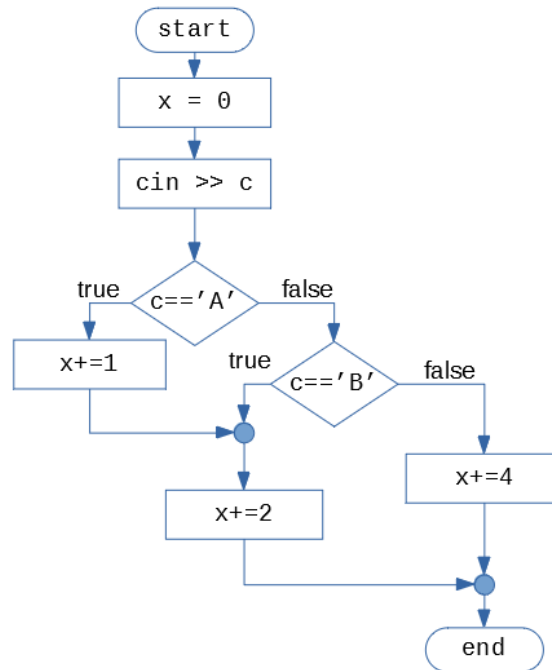 start
x = 0
cin >> c
c=='A'
true
false
x+=1
c=='B'
true
false
x+=2
x+=4
end